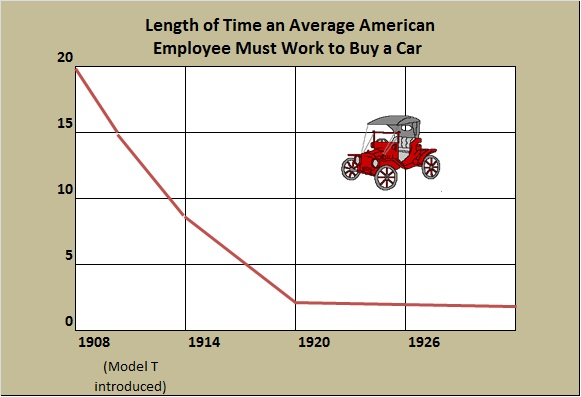 Length of Time an Average American
Employee Must Work to Buy a Car
20
15
10
5
0
1908 1914 1920 1926
(Model T
introduced)